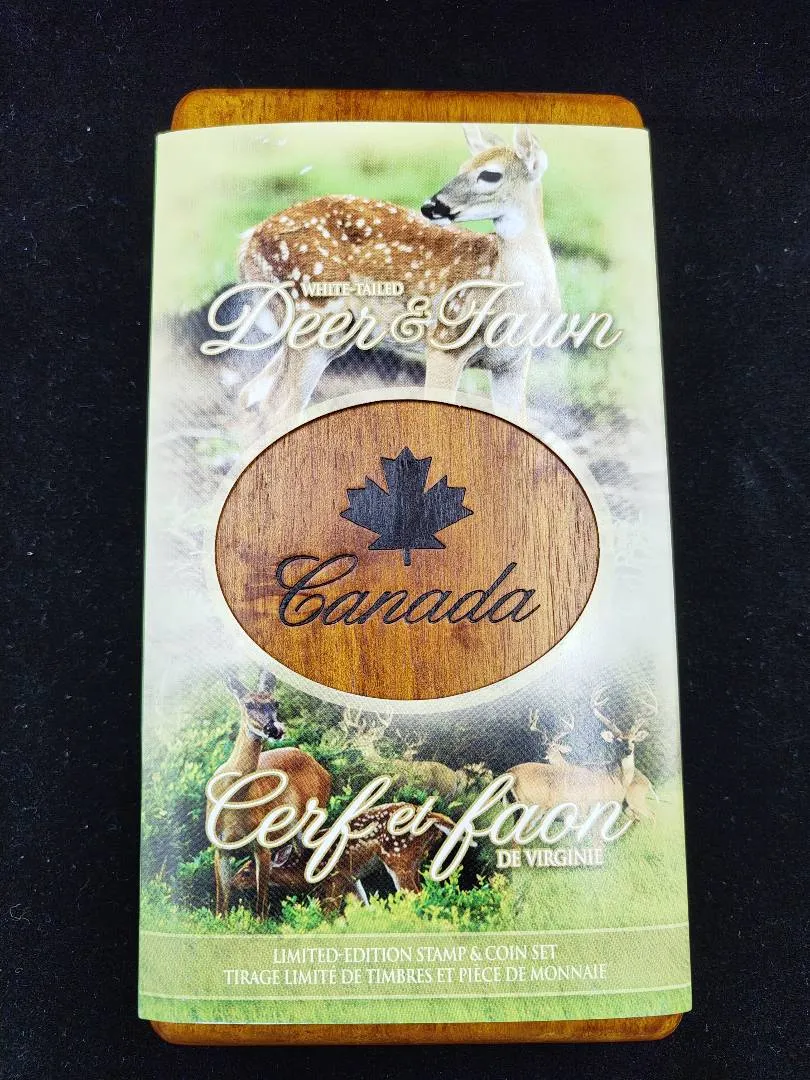 WHITE-TAILED
Deer & Fawn
Canada
Cerf et faon
DE VIRGINIE
LIMITED-EDITION STAMP & COIN SET
TIRAGE LIMITÉ DE TIMBRES ET PIÈCE DE MONNAIE